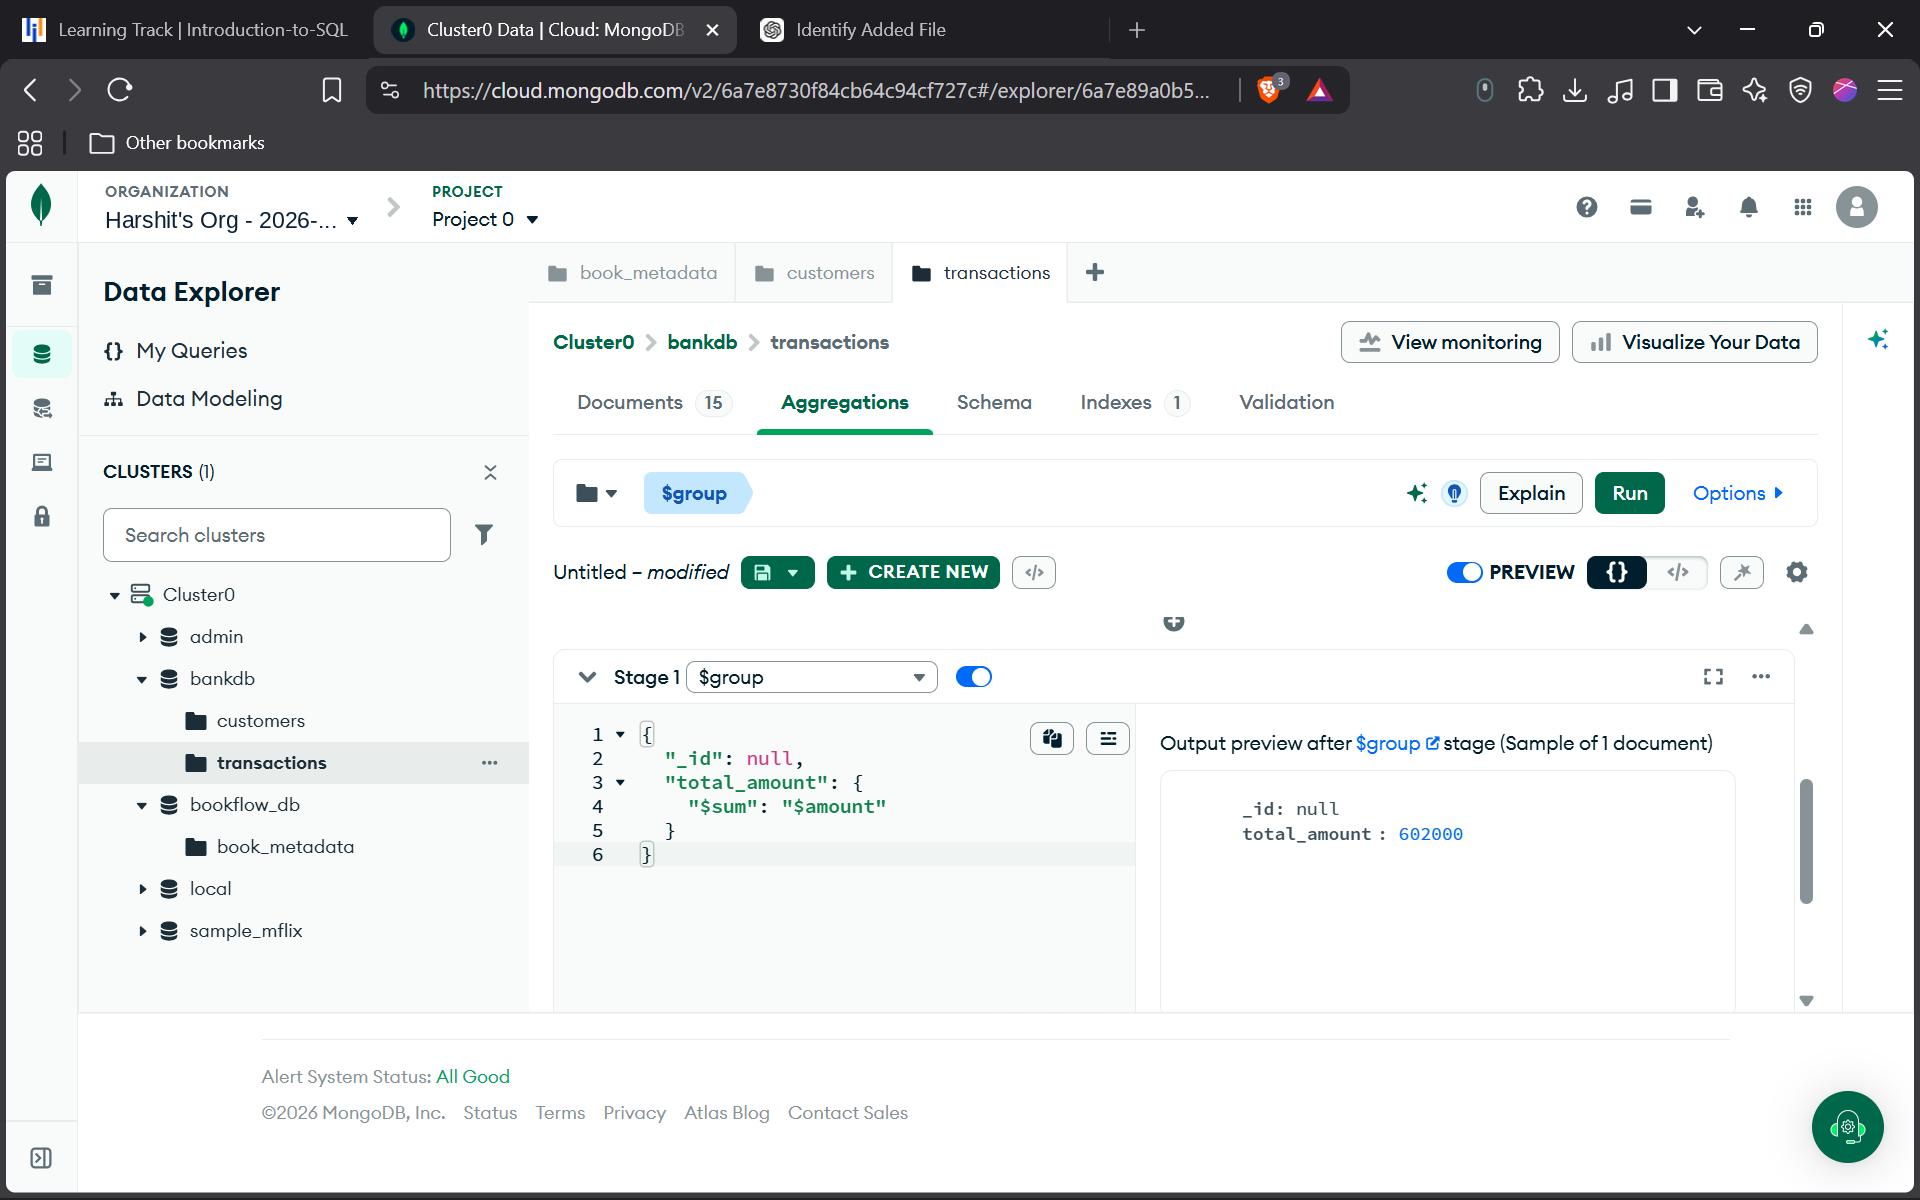 Learning Track | Introduction-to-SQL
Cluster0 Data | Cloud: MongoDB
Identify Added File
https://cloud.mongodb.com/v2/6a7e8730f84cb64c94cf727c#/explorer/6a7e89a0b5...
3
Other bookmarks
ORGANIZATION
Harshit's Org - 2026-...
PROJECT
Project 0
Data Explorer
My Queries
Data Modeling
CLUSTERS (1)
Search clusters
Cluster0
admin
bankdb
customers
transactions
bookflow_db
book_metadata
local
sample_mflix
book_metadata
customers
transactions
Cluster0 > bankdb > transactions
View monitoring
Visualize Your Data
Documents 15
Aggregations
Schema
Indexes 1
Validation
$group
Explain
Run
Options
Untitled – modified
CREATE NEW
</>
PREVIEW
{}
</>
Stage 1 $group
1 {
2 "_id": null,
3 "total_amount": {
4 "$sum": "$amount"
5 }
6 }
Output preview after $group stage (Sample of 1 document)
_id: null
total_amount : 602000
Alert System Status: All Good
©2026 MongoDB, Inc. Status Terms Privacy Atlas Blog Contact Sales